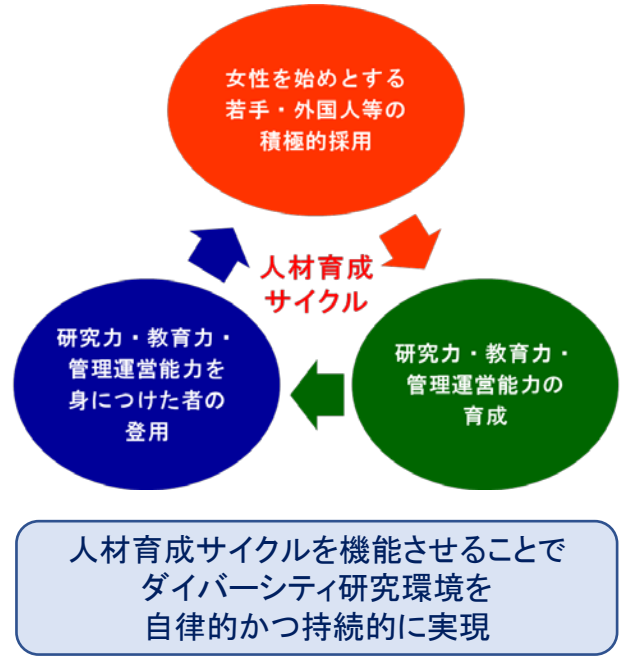 女性を始めとする
若手・外国人等の
積極的採用
人材育成
サイクル
研究力・教育力・
管理運営能力を
身につけた者の
登用
研究力・教育力・
管理運営能力の
育成
人材育成サイクルを機能させることで
ダイバーシティ研究環境を
自律的かつ持続的に実現